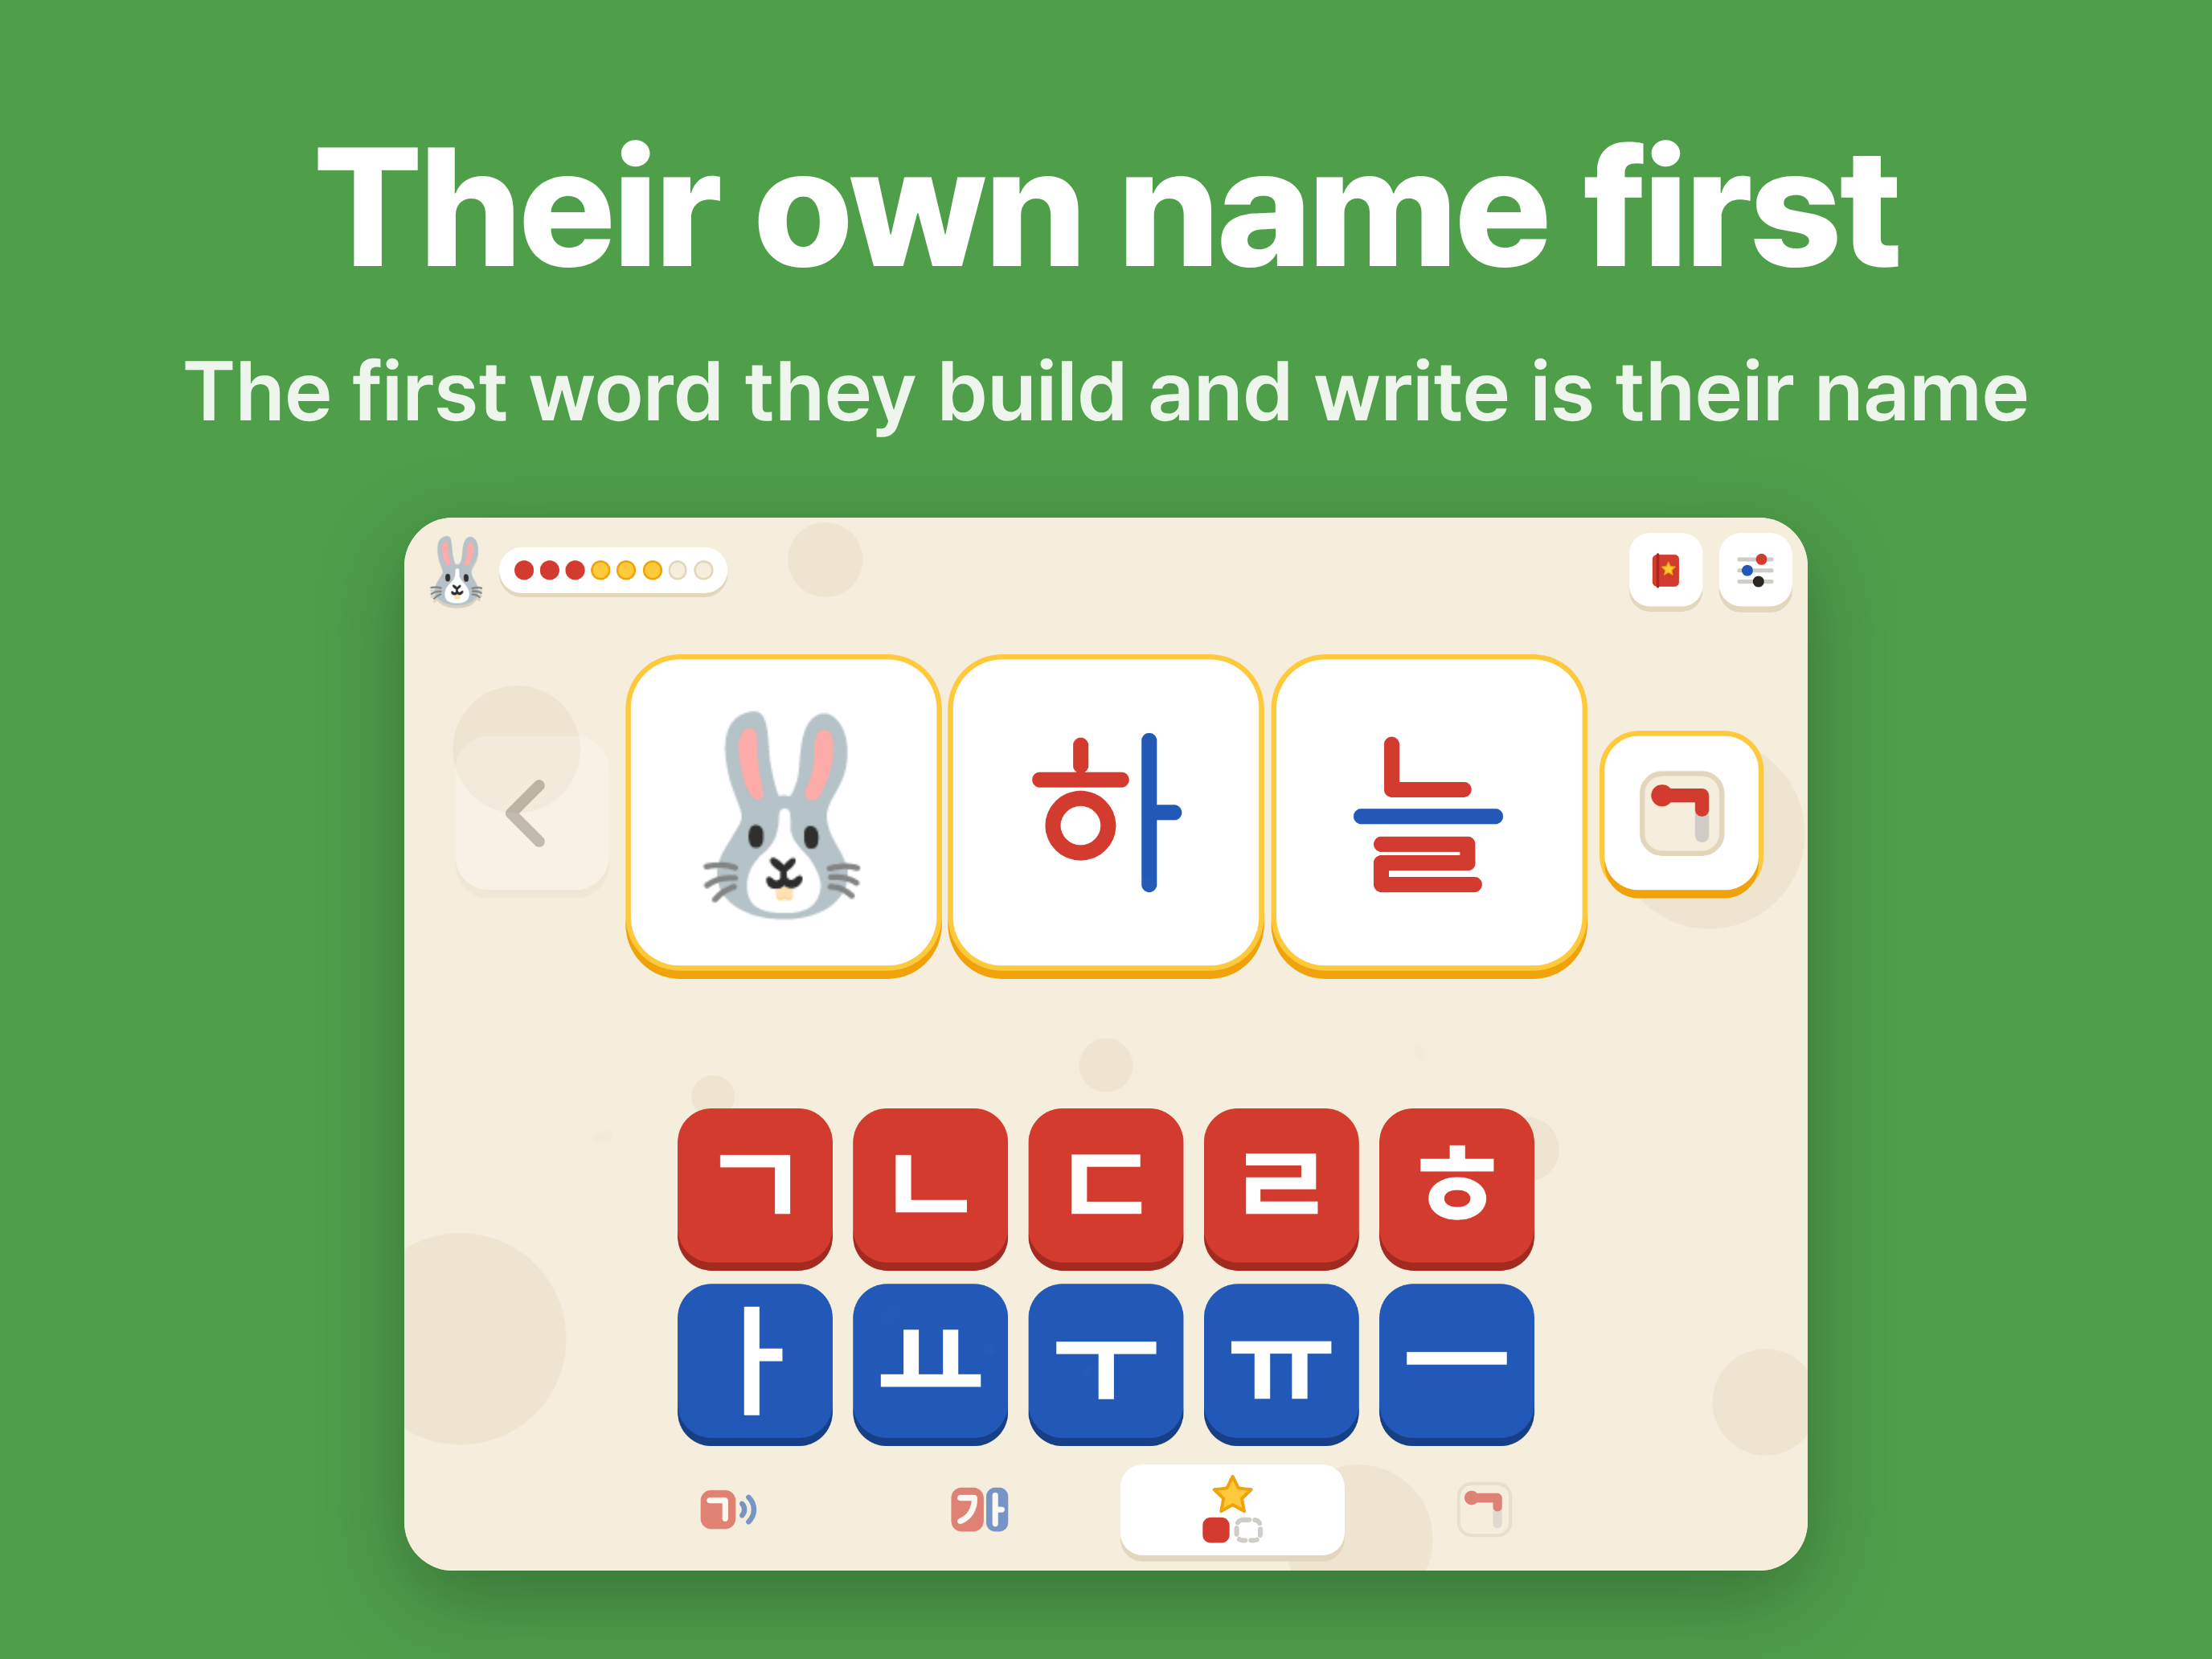 Their own name first
The first word they build and write is their name
하 늘 ㄱ
ㄱ ㄴ ㄷ ㄹ ㅎ
ㅏ ㅛ ㅜ ㅠ ㅡ
ㄱ 가 ㄱ